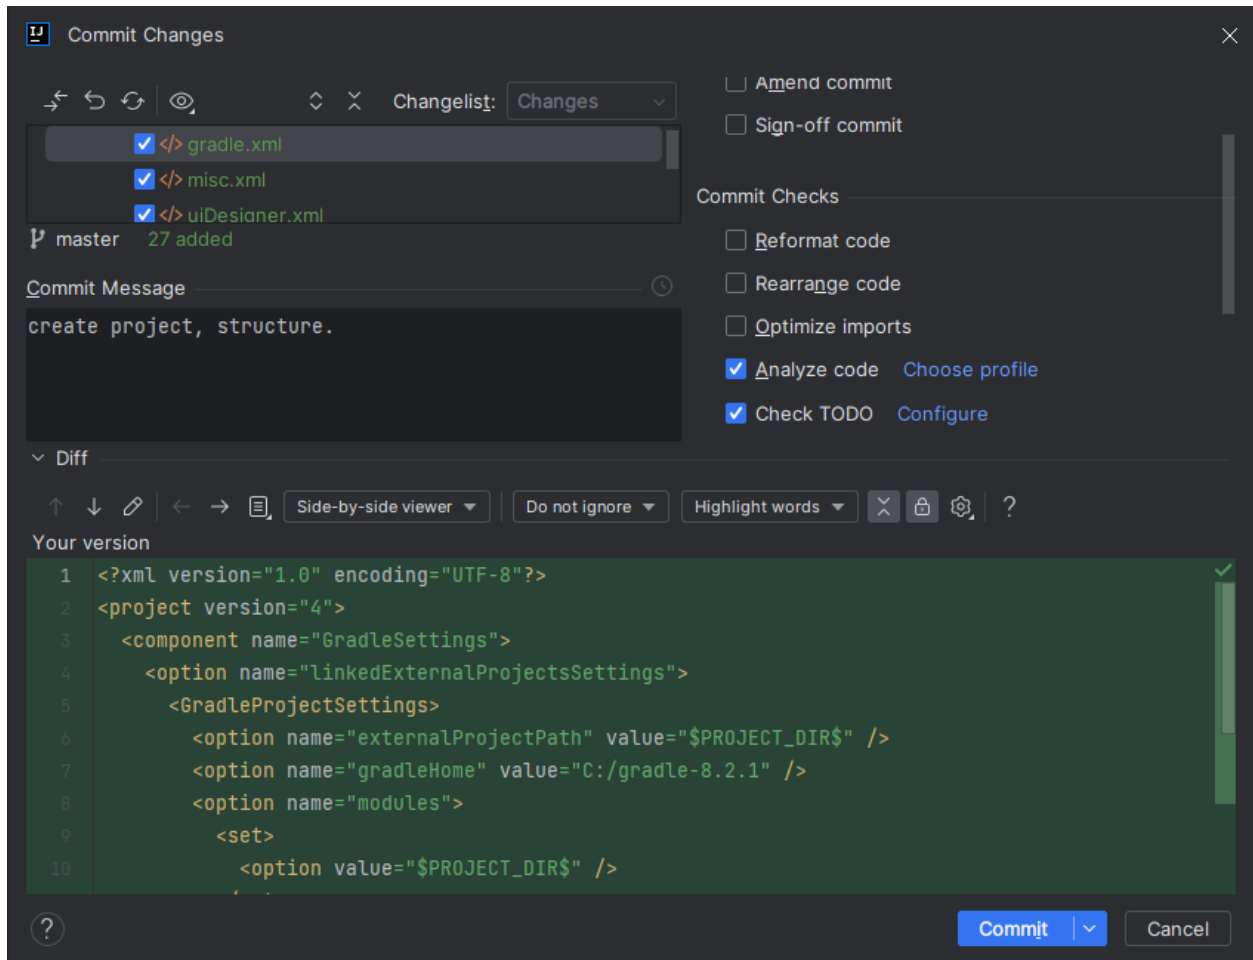 IJ Commit Changes
Changelist: Changes
</> gradle.xml
</> misc.xml
</> uiDesigner.xml
master 27 added
Commit Message
create project, structure.
Amend commit
Sign-off commit
Commit Checks
Reformat code
Rearrange code
Optimize imports
Analyze code Choose profile
Check TODO Configure
Diff
Side-by-side viewer Do not ignore Highlight words ?
Your version
1 <?xml version="1.0" encoding="UTF-8"?>
2 <project version="4">
3 <component name="GradleSettings">
4 <option name="linkedExternalProjectsSettings">
5 <GradleProjectSettings>
6 <option name="externalProjectPath" value="$PROJECT_DIR$" />
7 <option name="gradleHome" value="C:/gradle-8.2.1" />
8 <option name="modules">
9 <set>
10 <option value="$PROJECT_DIR$" />
? Commit Cancel